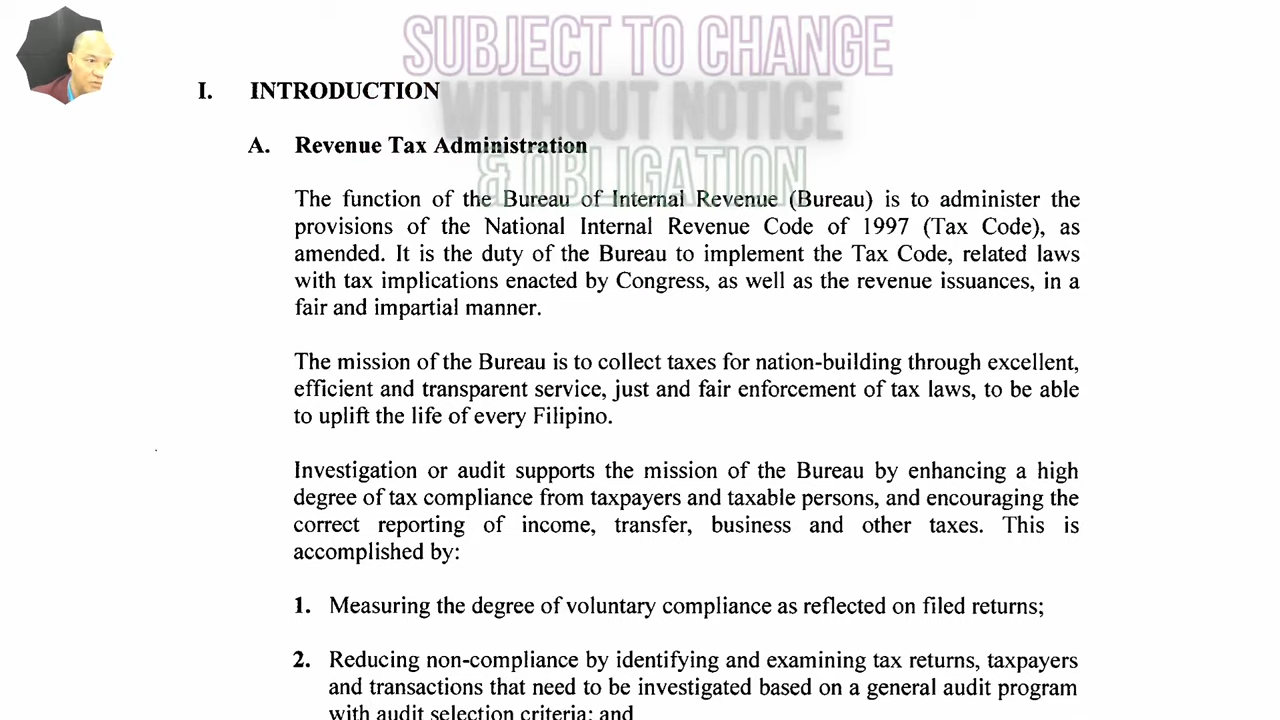 SUBJECT TO CHANGE
WITHOUT NOTICE
& OBLIGATION
I. INTRODUCTION
A. Revenue Tax Administration
The function of the Bureau of Internal Revenue (Bureau) is to administer the
provisions of the National Internal Revenue Code of 1997 (Tax Code), as
amended. It is the duty of the Bureau to implement the Tax Code, related laws
with tax implications enacted by Congress, as well as the revenue issuances, in a
fair and impartial manner.
The mission of the Bureau is to collect taxes for nation-building through excellent,
efficient and transparent service, just and fair enforcement of tax laws, to be able
to uplift the life of every Filipino.
Investigation or audit supports the mission of the Bureau by enhancing a high
degree of tax compliance from taxpayers and taxable persons, and encouraging the
correct reporting of income, transfer, business and other taxes. This is
accomplished by:
1. Measuring the degree of voluntary compliance as reflected on filed returns;
2. Reducing non-compliance by identifying and examining tax returns, taxpayers
and transactions that need to be investigated based on a general audit program
with audit selection criteria; and